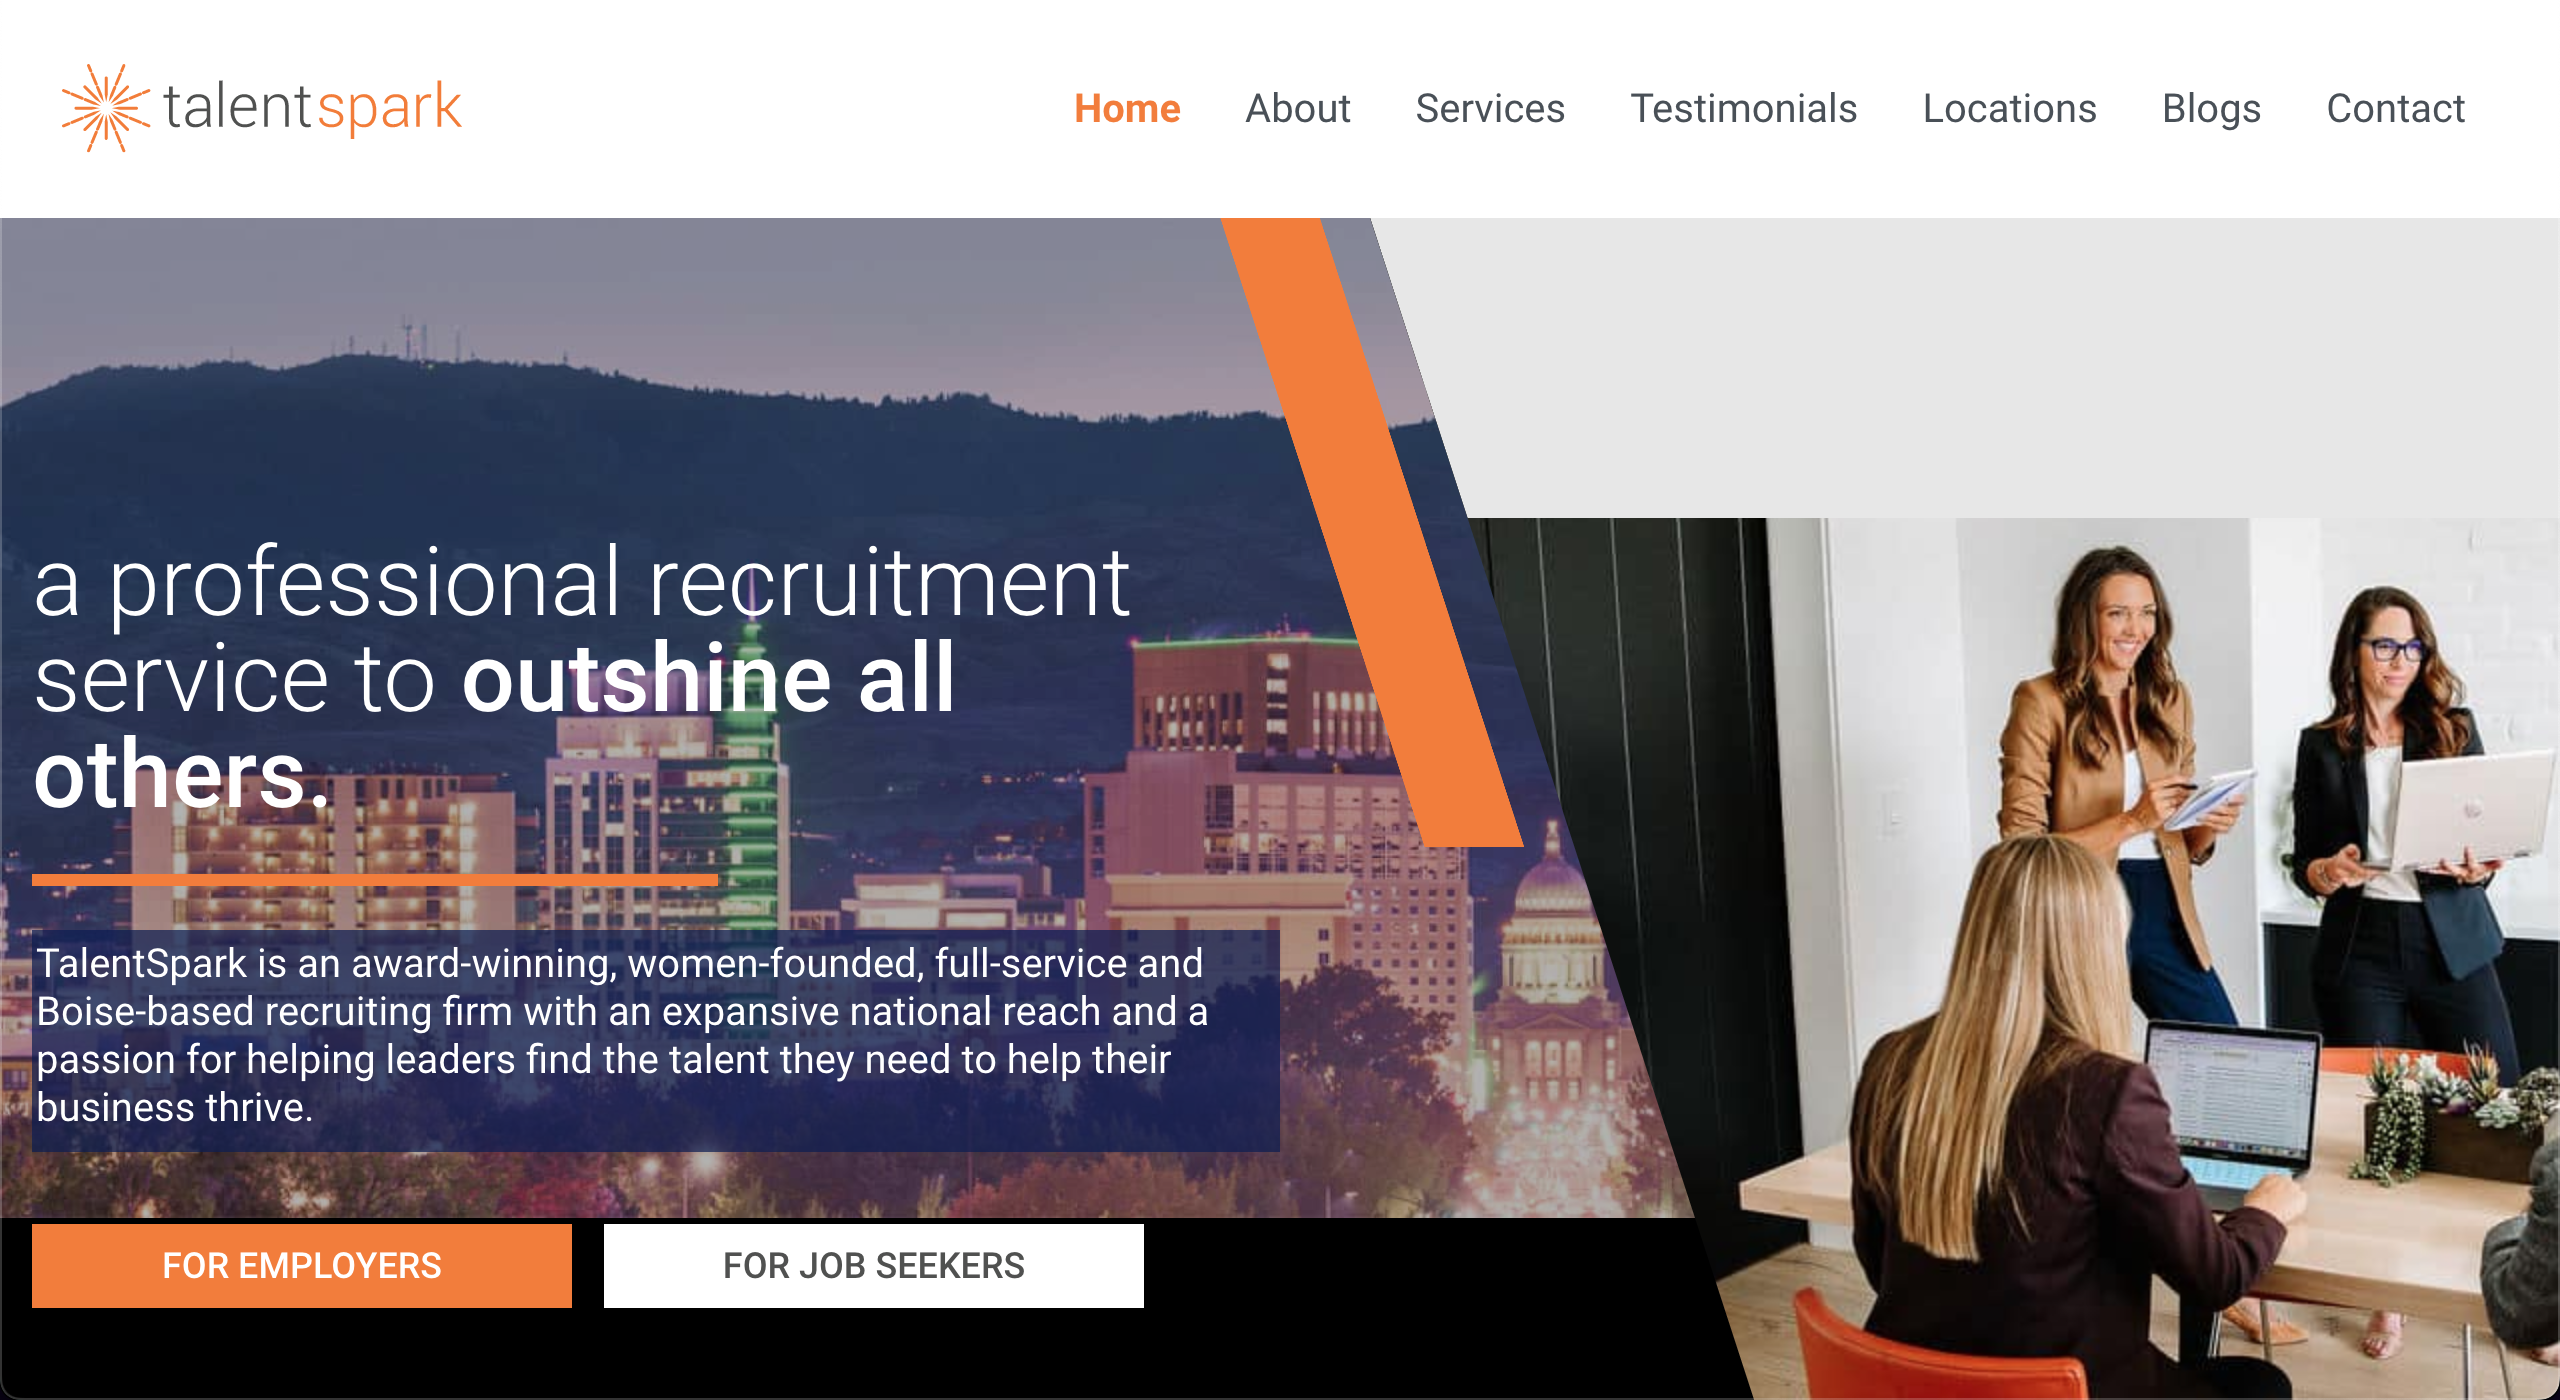 talentspark
Home About Services Testimonials Locations Blogs Contact
a professional recruitment
service to outshine all
others.
TalentSpark is an award-winning, women-founded, full-service and
Boise-based recruiting firm with an expansive national reach and a
passion for helping leaders find the talent they need to help their
business thrive.
FOR EMPLOYERS FOR JOB SEEKERS